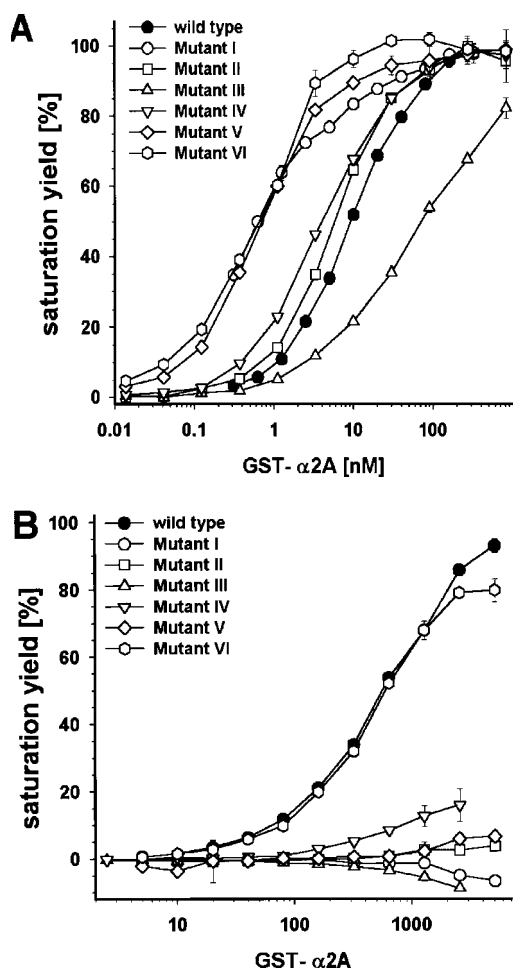 A
wild type
Mutant I
Mutant II
Mutant III
Mutant IV
Mutant V
Mutant VI
saturation yield [%]
100
80
60
40
20
0
0.01 0.1 1 10 100
GST- α2A [nM]
B
wild type
Mutant I
Mutant II
Mutant III
Mutant IV
Mutant V
Mutant VI
saturation yield [%]
100
80
60
40
20
0
10 100 1000
GST- α2A